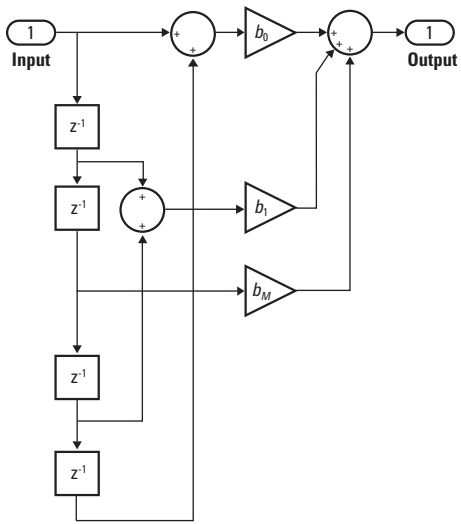 1
Input
+
+
b₀
+
+
+
1
Output
z⁻¹
z⁻¹
+
+
b₁
b_M
z⁻¹
z⁻¹